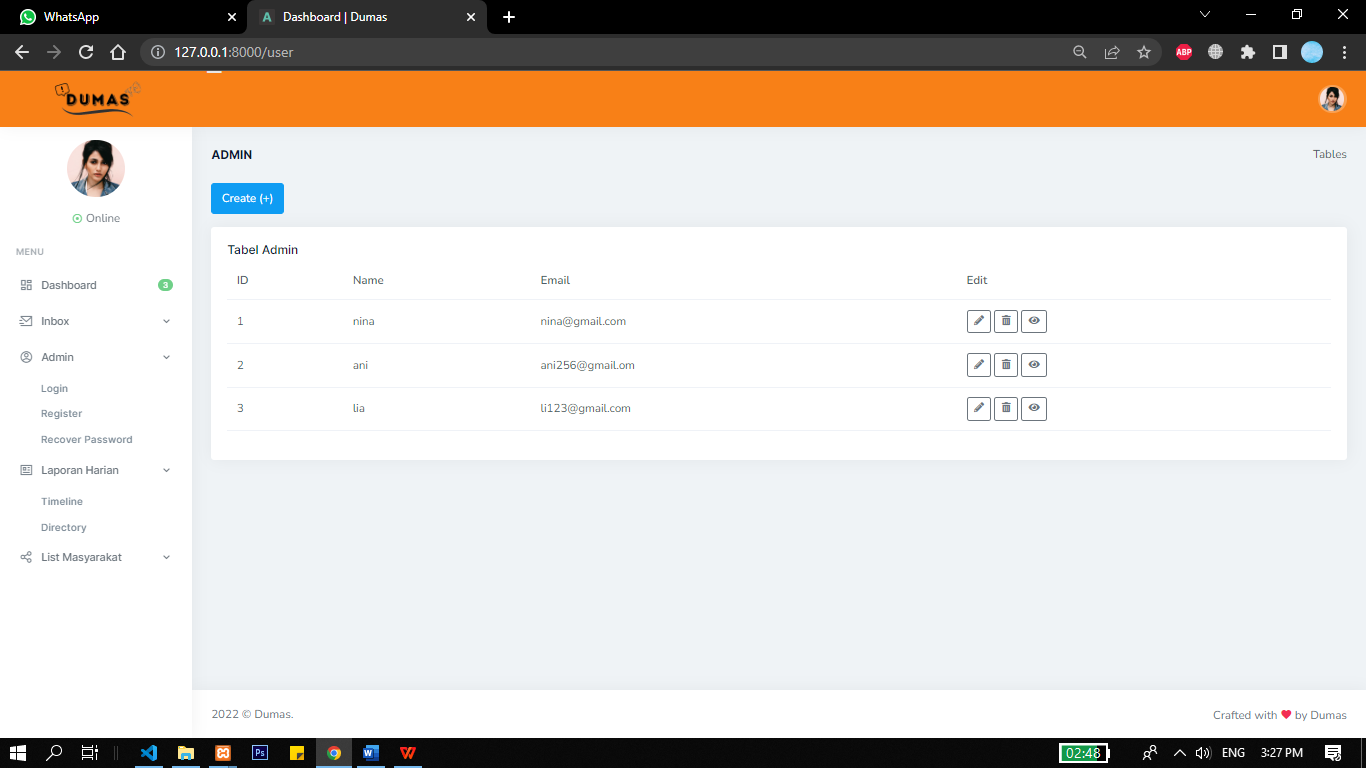 WhatsApp
Dashboard | Dumas
127.0.0.1:8000/user
ABP
DUMAS
ADMIN
Tables
Online
Create (+)
MENU
Tabel Admin
Dashboard 3
ID Name Email Edit
Inbox
1 nina nina@gmail.com
Admin
2 ani ani256@gmail.om
Login
3 lia li123@gmail.com
Register
Recover Password
Laporan Harian
Timeline
Directory
List Masyarakat
2022 © Dumas.
Crafted with ❤ by Dumas
Ps
W
02:48
ENG
3:27 PM